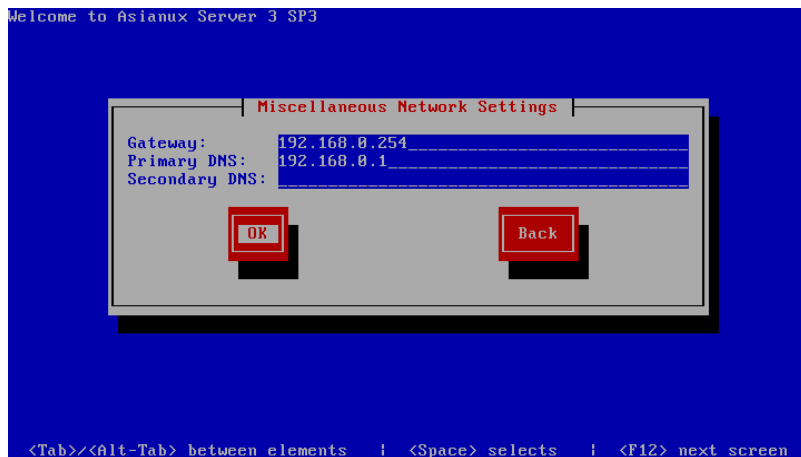 Welcome to Asianux Server 3 SP3
Miscellaneous Network Settings
Gateway: 192.168.0.254
Primary DNS: 192.168.0.1
Secondary DNS:
OK Back
<Tab>/<Alt-Tab> between elements | <Space> selects | <F12> next screen